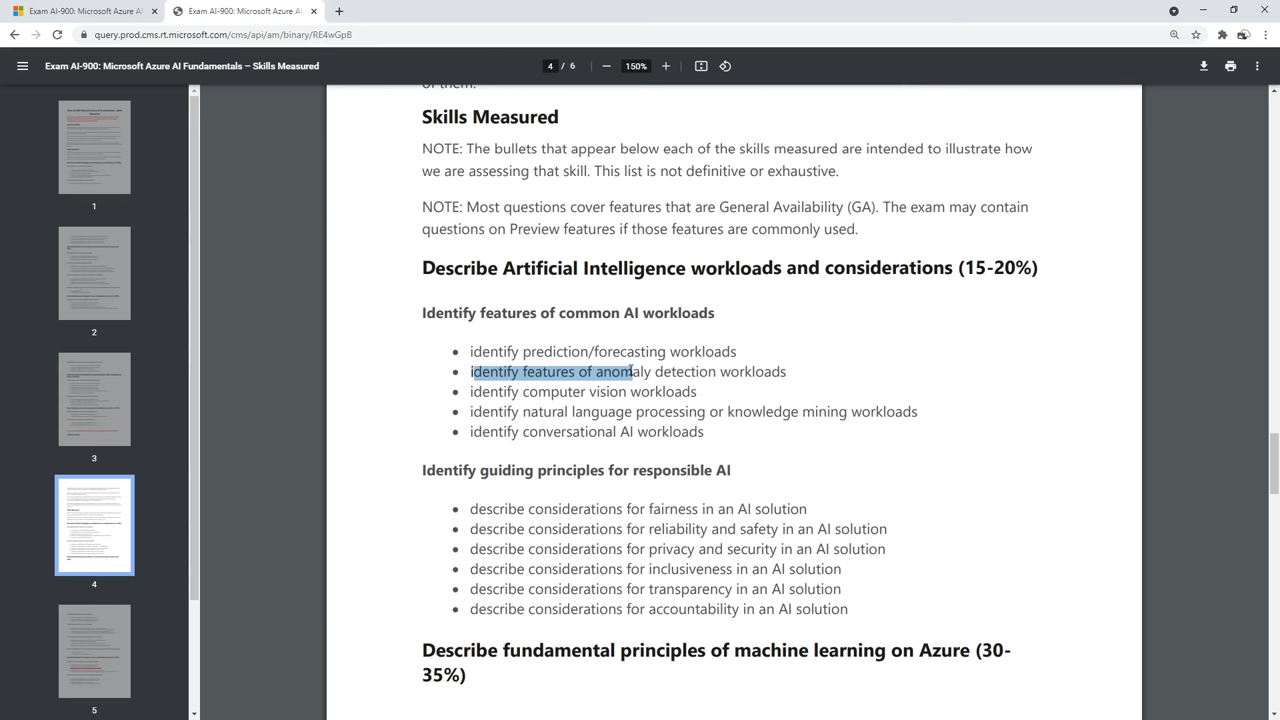 Exam AI-900: Microsoft Azure AI
Exam AI-900: Microsoft Azure AI
query.prod.cms.rt.microsoft.com/cms/api/am/binary/RE4wGpB
Exam AI-900: Microsoft Azure AI Fundamentals – Skills Measured
4 / 6
150%
of them.
Skills Measured
NOTE: The bullets that appear below each of the skills measured are intended to illustrate how
we are assessing that skill. This list is not definitive or exhaustive.
NOTE: Most questions cover features that are General Availability (GA). The exam may contain
questions on Preview features if those features are commonly used.
Describe Artificial Intelligence workloads and considerations (15-20%)
Identify features of common AI workloads
• identify prediction/forecasting workloads
• identify features of anomaly detection workloads
• identify computer vision workloads
• identify natural language processing or knowledge mining workloads
• identify conversational AI workloads
Identify guiding principles for responsible AI
• describe considerations for fairness in an AI solution
• describe considerations for reliability and safety in an AI solution
• describe considerations for privacy and security in an AI solution
• describe considerations for inclusiveness in an AI solution
• describe considerations for transparency in an AI solution
• describe considerations for accountability in an AI solution
Describe fundamental principles of machine learning on Azure (30-
35%)
1
2
3
4
5